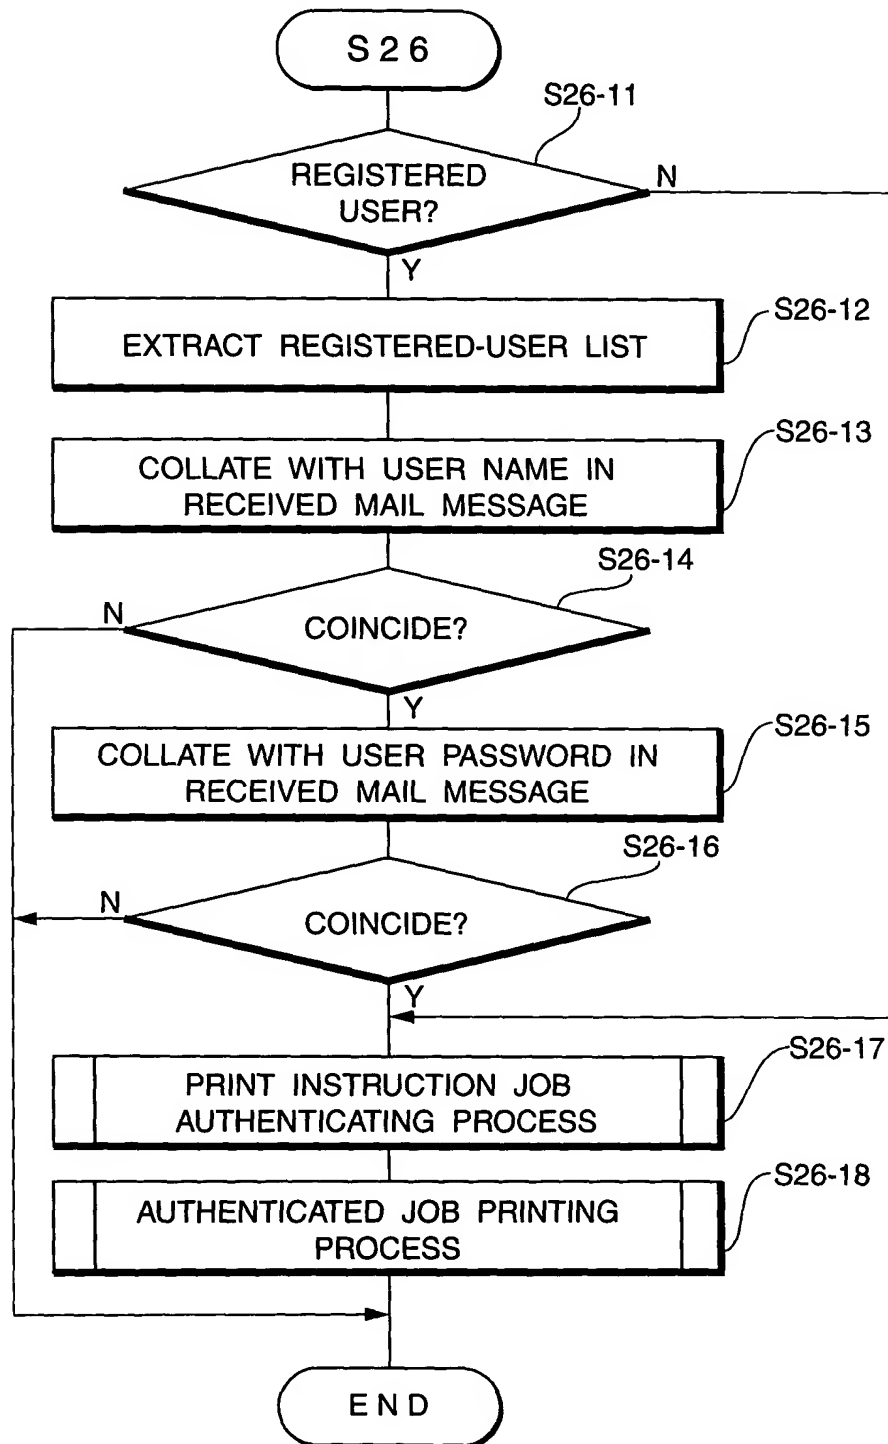 S 2 6
S26-11
REGISTERED
USER?
N
Y
S26-12
EXTRACT REGISTERED-USER LIST
S26-13
COLLATE WITH USER NAME IN
RECEIVED MAIL MESSAGE
S26-14
N
COINCIDE?
Y
S26-15
COLLATE WITH USER PASSWORD IN
RECEIVED MAIL MESSAGE
S26-16
N
COINCIDE?
Y
S26-17
PRINT INSTRUCTION JOB
AUTHENTICATING PROCESS
S26-18
AUTHENTICATED JOB PRINTING
PROCESS
E N D